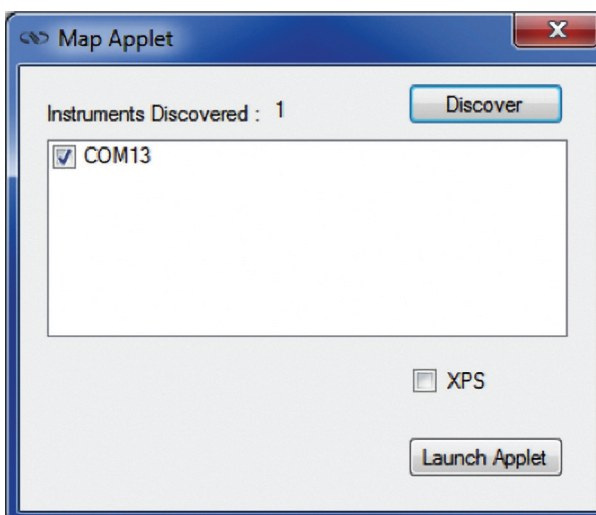 Map Applet
Instruments Discovered : 1
Discover
COM13
XPS
Launch Applet